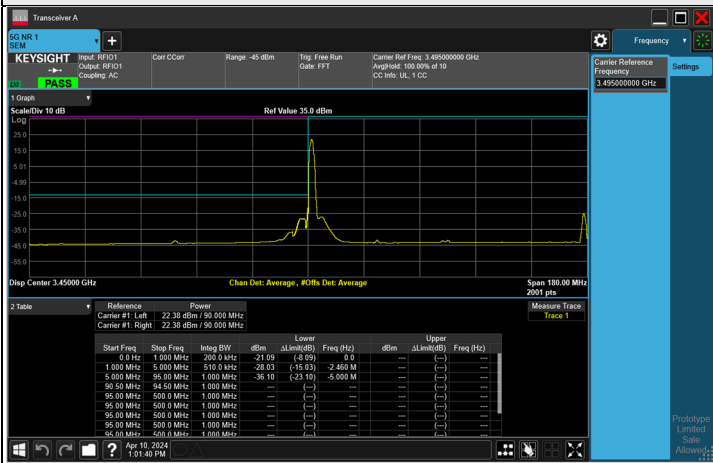 Transceiver A
5G NR 1
SEM
Frequency
KEYSIGHT
LNI
PASS
Input: RFIO1
Output: RFIO1
Coupling: AC
Corr CCorr
Range: -45 dBm
Trig: Free Run
Gate: FFT
Carrier Ref Freq: 3.495000000 GHz
Avg|Hold: 100.00% of 10
CC Info: UL, 1 CC
Carrier Reference
Frequency
3.495000000 GHz
Settings
1 Graph
Scale/Div 10 dB
Ref Value 35.0 dBm
Log
25.0
15.0
5.01
-4.99
-15.0
-25.0
-35.0
-45.0
-55.0
Disp Center 3.45000 GHz
Chan Det: Average , #Offs Det: Average
Span 180.00 MHz
2001 pts
2 Table
Measure Trace
Trace 1
Reference Power
Carrier #1: Left 22.38 dBm / 90.000 MHz
Carrier #1: Right 22.38 dBm / 90.000 MHz
Lower Upper
Start Freq Stop Freq Integ BW dBm ΔLimit(dB) Freq (Hz) dBm ΔLimit(dB) Freq (Hz)
0.0 Hz 1.000 MHz 200.0 kHz -21.09 (-8.09) 0.0 --- (---) ---
1.000 MHz 5.000 MHz 510.0 kHz -28.03 (-15.03) -2.460 M --- (---) ---
5.000 MHz 95.00 MHz 1.000 MHz -36.10 (-23.10) -5.000 M --- (---) ---
90.50 MHz 94.50 MHz 1.000 MHz --- (---) --- --- (---) ---
95.00 MHz 500.0 MHz 1.000 MHz --- (---) --- --- (---) ---
95.00 MHz 500.0 MHz 1.000 MHz --- (---) --- --- (---) ---
95.00 MHz 500.0 MHz 1.000 MHz --- (---) --- --- (---) ---
95.00 MHz 500.0 MHz 1.000 MHz --- (---) --- --- (---) ---
Apr 10, 2024
1:01:40 PM
Prototype
Limited
Sale
Allowed